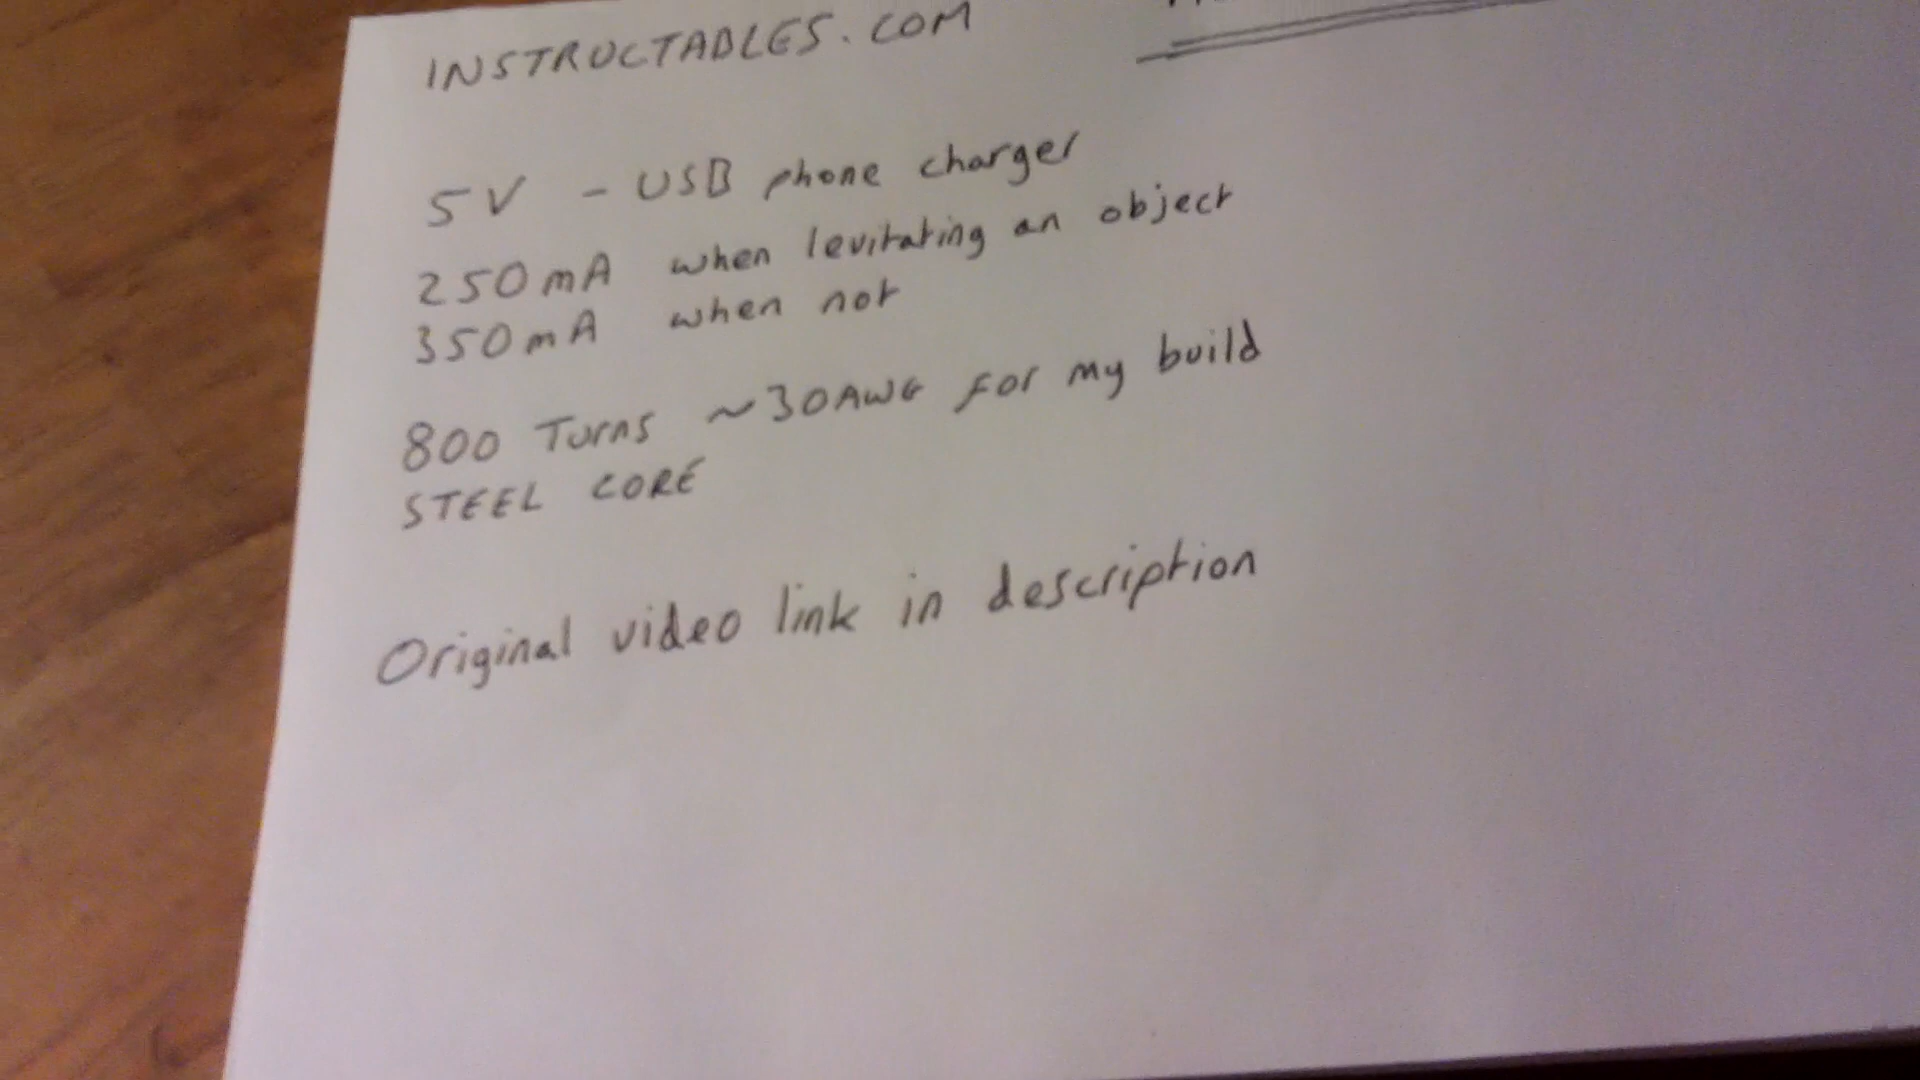 INSTRUCTABLES.COM
5V - USB phone charger
250mA when levitating an object
350mA when not
800 Turns ~30AWG for my build
STEEL CORE
Original video link in description